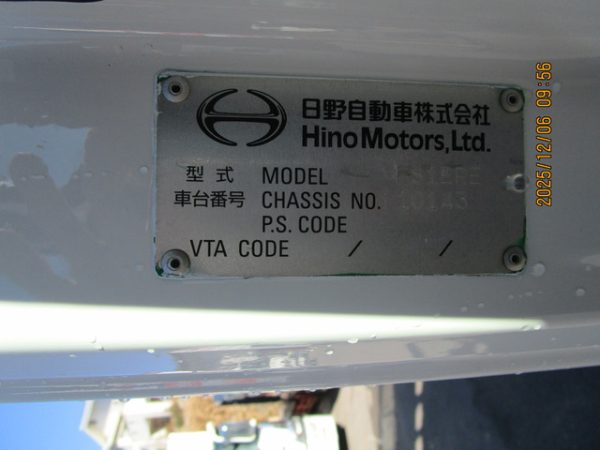 日野自動車株式会社
Hino Motors, Ltd.
型式 MODEL
車台番号 CHASSIS NO.
P.S. CODE
VTA CODE / /
2025/12/06 09:56